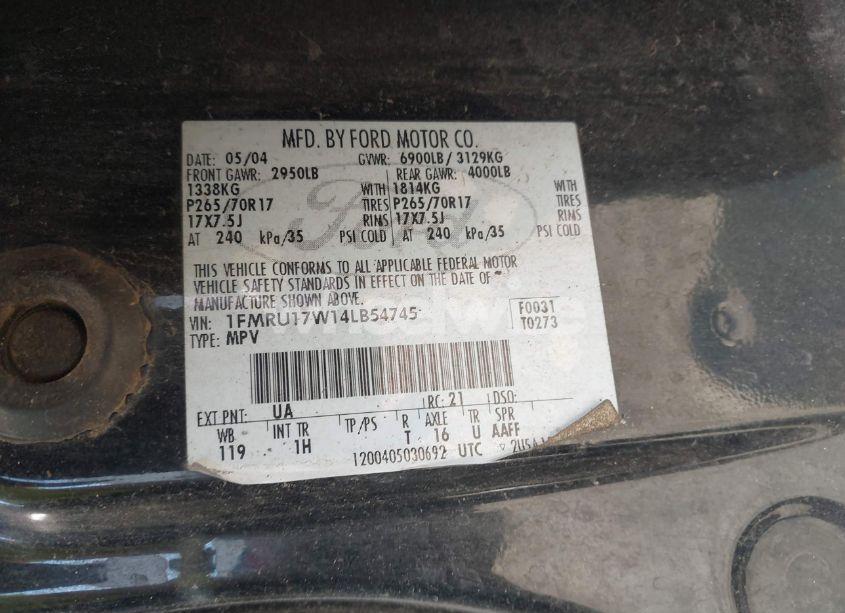 MFD. BY FORD MOTOR CO.
DATE: 05/04 GVWR: 6900LB/ 3129KG
FRONT GAWR: 2950LB REAR GAWR: 4000LB
1338KG WITH 1814KG WITH
P265/70R17 TIRES P265/70R17 TIRES
17X7.5J RIMS 17X7.5J RIMS
AT 240 kPa/35 PSI COLD AT 240 kPa/35 PSI COLD
Ford
THIS VEHICLE CONFORMS TO ALL APPLICABLE FEDERAL MOTOR
VEHICLE SAFETY STANDARDS IN EFFECT ON THE DATE OF
MANUFACTURE SHOWN ABOVE.
VIN: 1FMRU17W14LB54745 F0031
TYPE: MPV T0273
EXT PNT: UA RC: 21 DSO:
WB INT TR TP/PS R AXLE TR SPR
119 1H T 16 U AAFF
1200405030692 UTC